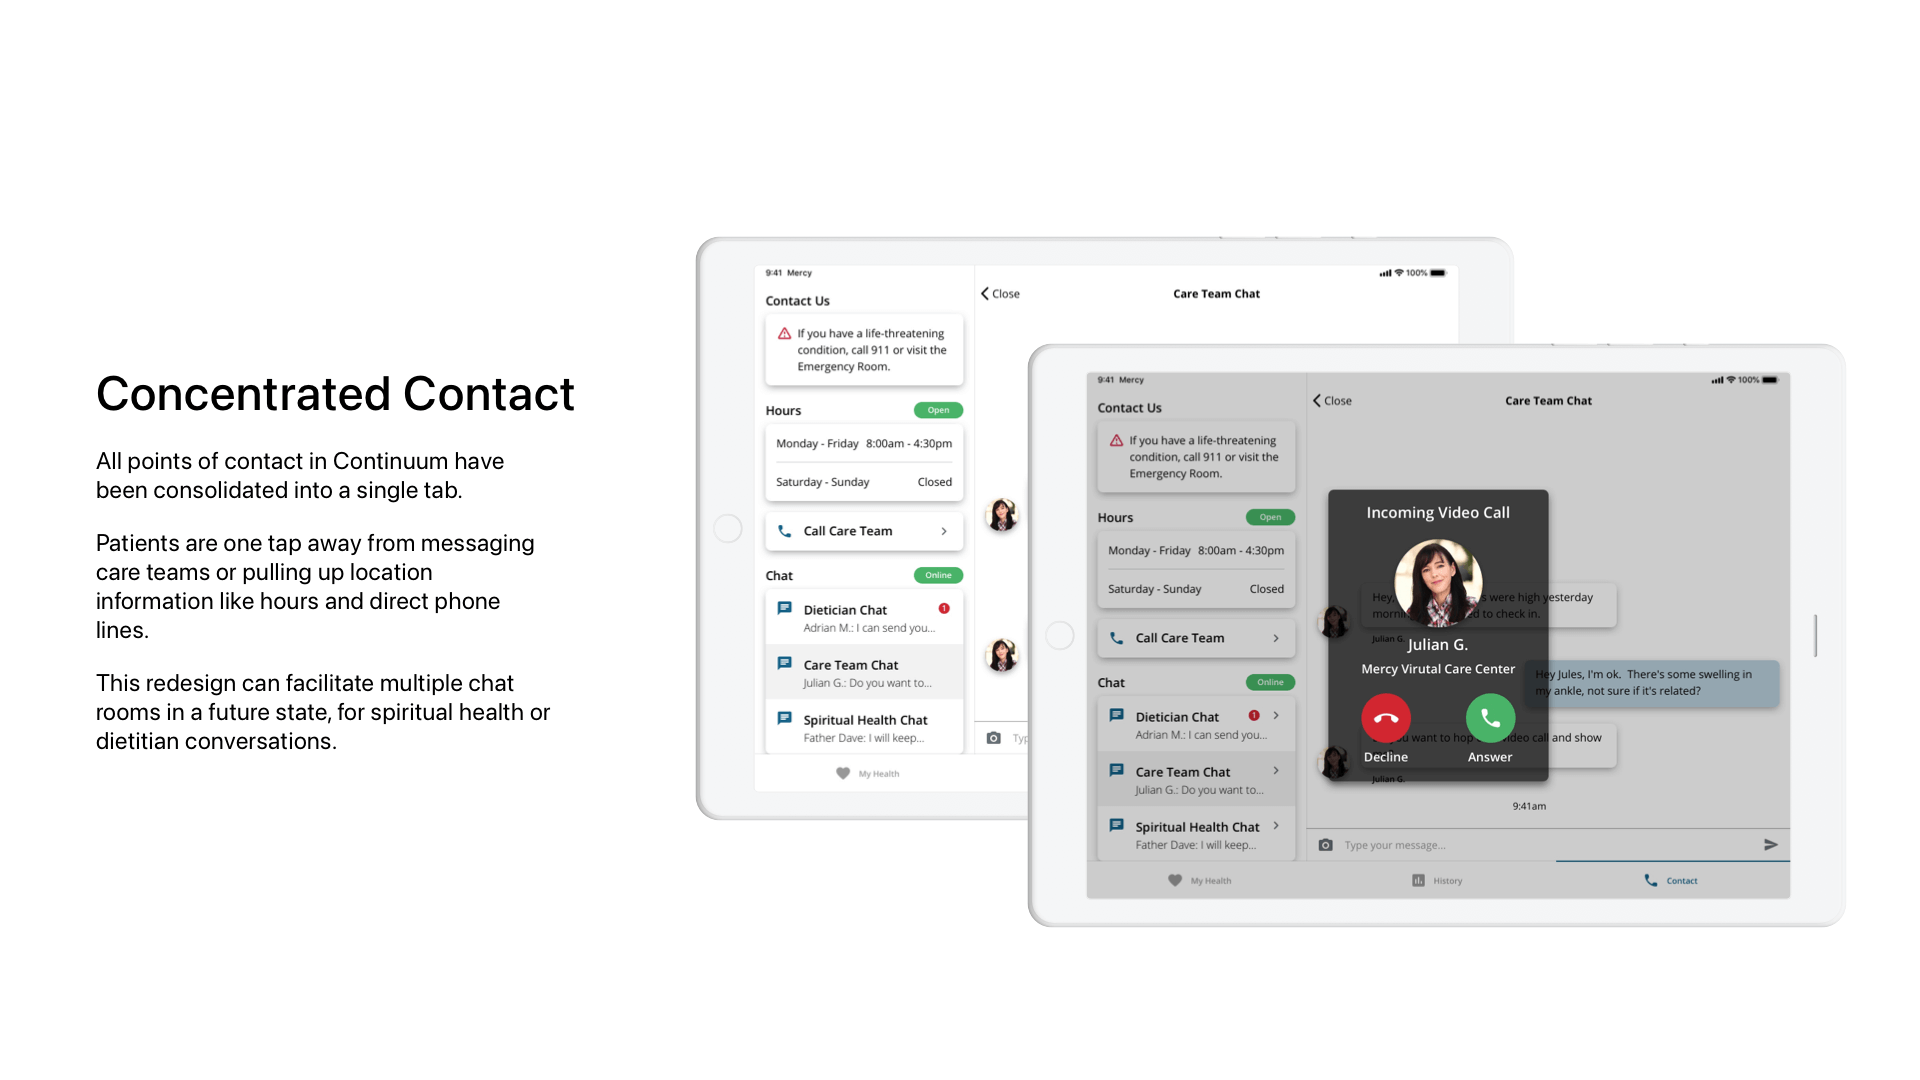 Concentrated Contact
All points of contact in Continuum have
been consolidated into a single tab.
Patients are one tap away from messaging
care teams or pulling up location
information like hours and direct phone
lines.
This redesign can facilitate multiple chat
rooms in a future state, for spiritual health or
dietitian conversations.
9:41 Mercy
100%
Contact Us
Close
Care Team Chat
If you have a life-threatening
condition, call 911 or visit the
Emergency Room.
Hours
Open
Monday - Friday 8:00am - 4:30pm
Saturday - Sunday Closed
Call Care Team
Chat
Online
Dietician Chat
1
Adrian M.: I can send you...
Care Team Chat
Julian G.: Do you want to...
Spiritual Health Chat
Father Dave: I will keep...
Typ
My Health
9:41 Mercy
100%
Contact Us
Close
Care Team Chat
If you have a life-threatening
condition, call 911 or visit the
Emergency Room.
Hours
Open
Monday - Friday 8:00am - 4:30pm
Saturday - Sunday Closed
Call Care Team
Chat
Online
Dietician Chat
1
Adrian M.: I can send you...
Care Team Chat
Julian G.: Do you want to...
Spiritual Health Chat
Father Dave: I will keep...
Incoming Video Call
Julian G.
Mercy Virutal Care Center
Decline
Answer
Hey, were high yesterday
to check in.
Julian G.
Hey Jules, I'm ok. There's some swelling in
my ankle, not sure if it's related?
want to hop video call and show
Julian G.
9:41am
Type your message...
My Health
History
Contact